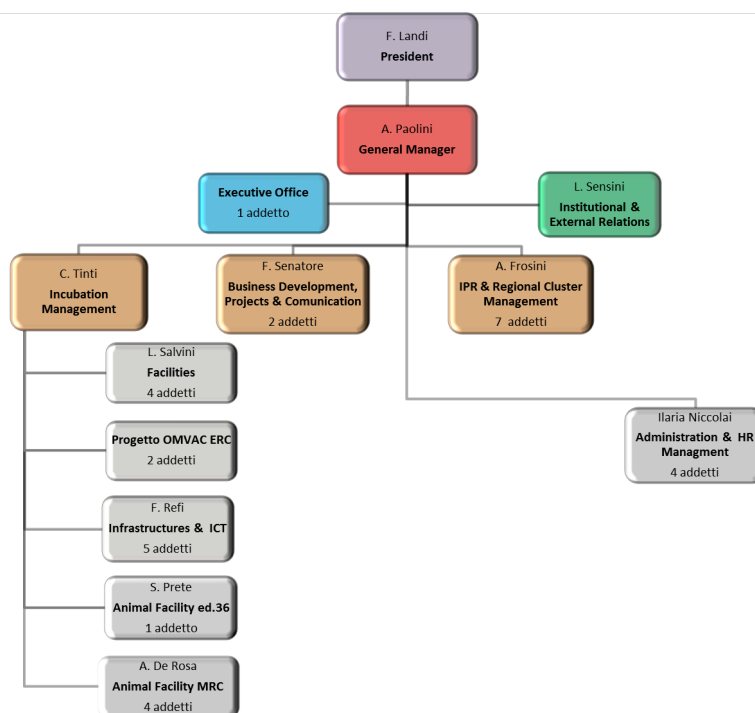 F. Landi
President
A. Paolini
General Manager
Executive Office
1 addetto
L. Sensini
Institutional &
External Relations
C. Tinti
Incubation
Management
F. Senatore
Business Development,
Projects & Comunication
2 addetti
A. Frosini
IPR & Regional Cluster
Management
7 addetti
L. Salvini
Facilities
4 addetti
Progetto OMVAC ERC
2 addetti
F. Refi
Infrastructures & ICT
5 addetti
S. Prete
Animal Facility ed.36
1 addetto
A. De Rosa
Animal Facility MRC
4 addetti
Ilaria Niccolai
Administration & HR
Managment
4 addetti